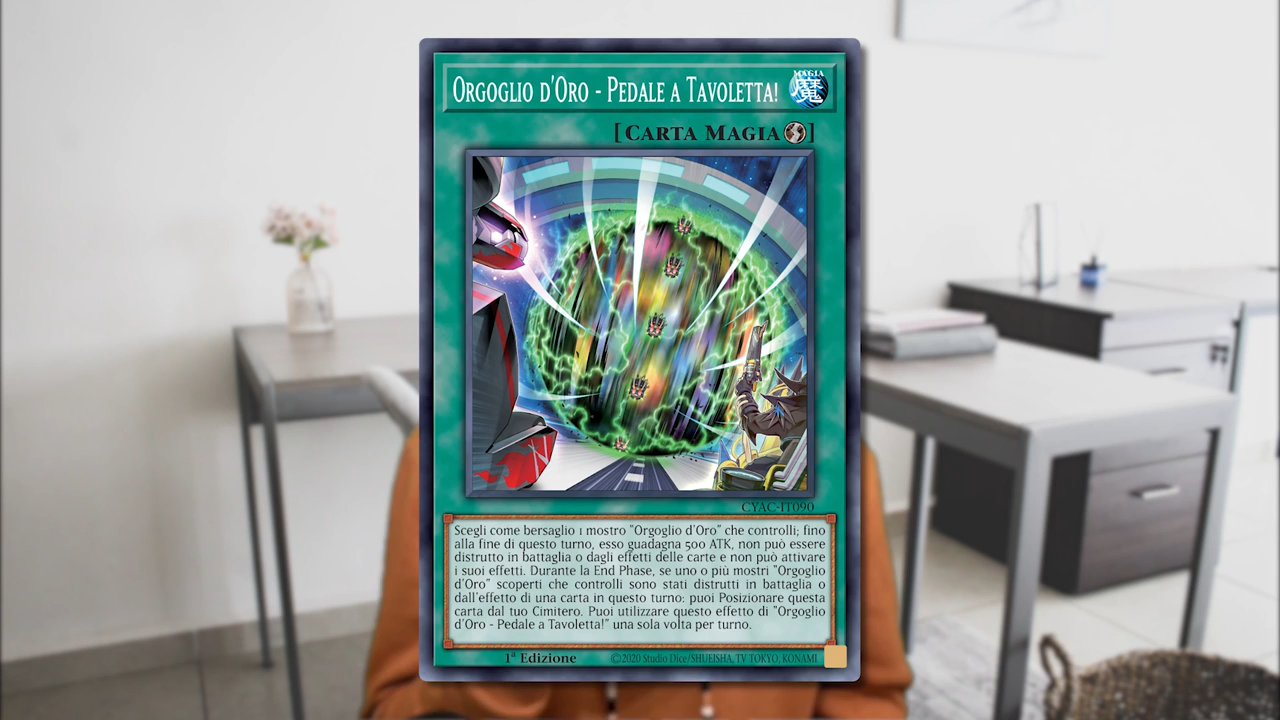 Orgoglio d'Oro - Pedale a Tavoletta!
MAGIA
魔
[Carta Magia]
CYAC-IT090
Scegli come bersaglio 1 mostro "Orgoglio d'Oro" che controlli; fino
alla fine di questo turno, esso guadagna 500 ATK, non può essere
distrutto in battaglia o dagli effetti delle carte e non può attivare
i suoi effetti. Durante la End Phase, se uno o più mostri "Orgoglio
d'Oro" scoperti che controlli sono stati distrutti in battaglia o
dall'effetto di una carta in questo turno: puoi Posizionare questa
carta dal tuo Cimitero. Puoi utilizzare questo effetto di "Orgoglio
d'Oro - Pedale a Tavoletta!" una sola volta per turno.
1ª Edizione
©2020 Studio Dice/SHUEISHA, TV TOKYO, KONAMI